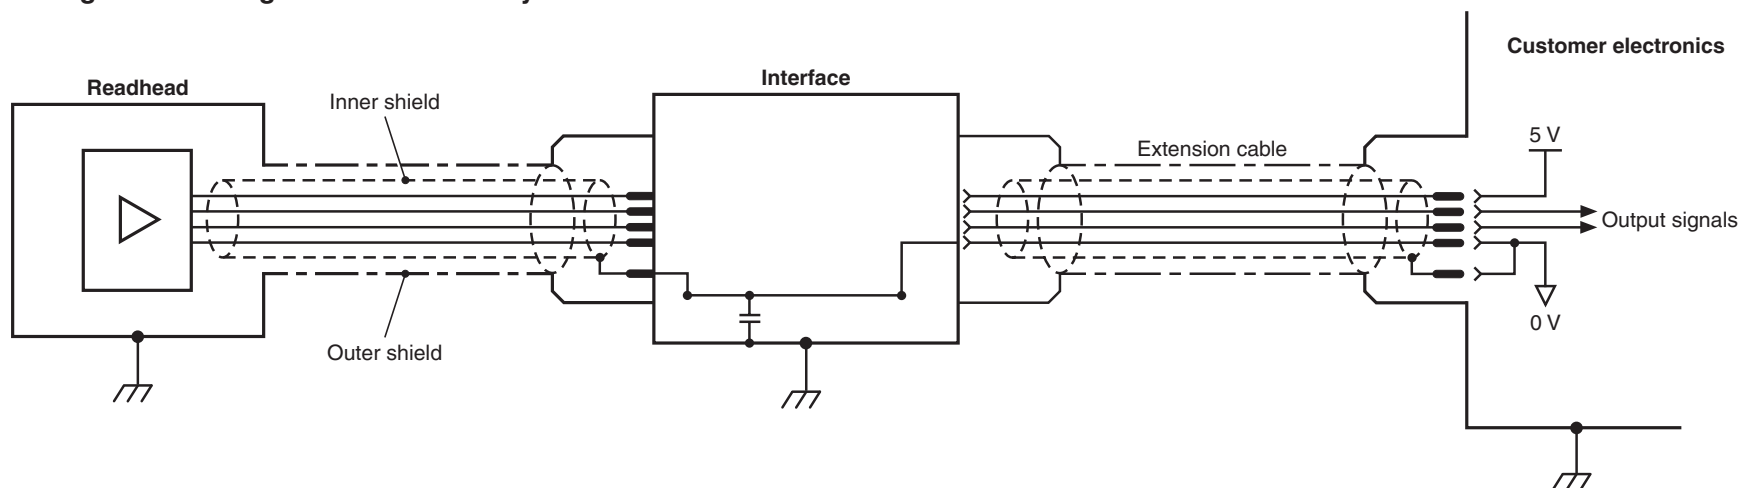 Customer electronics
Readhead
Interface
Inner shield
Extension cable
5 V
Output signals
0 V
Outer shield